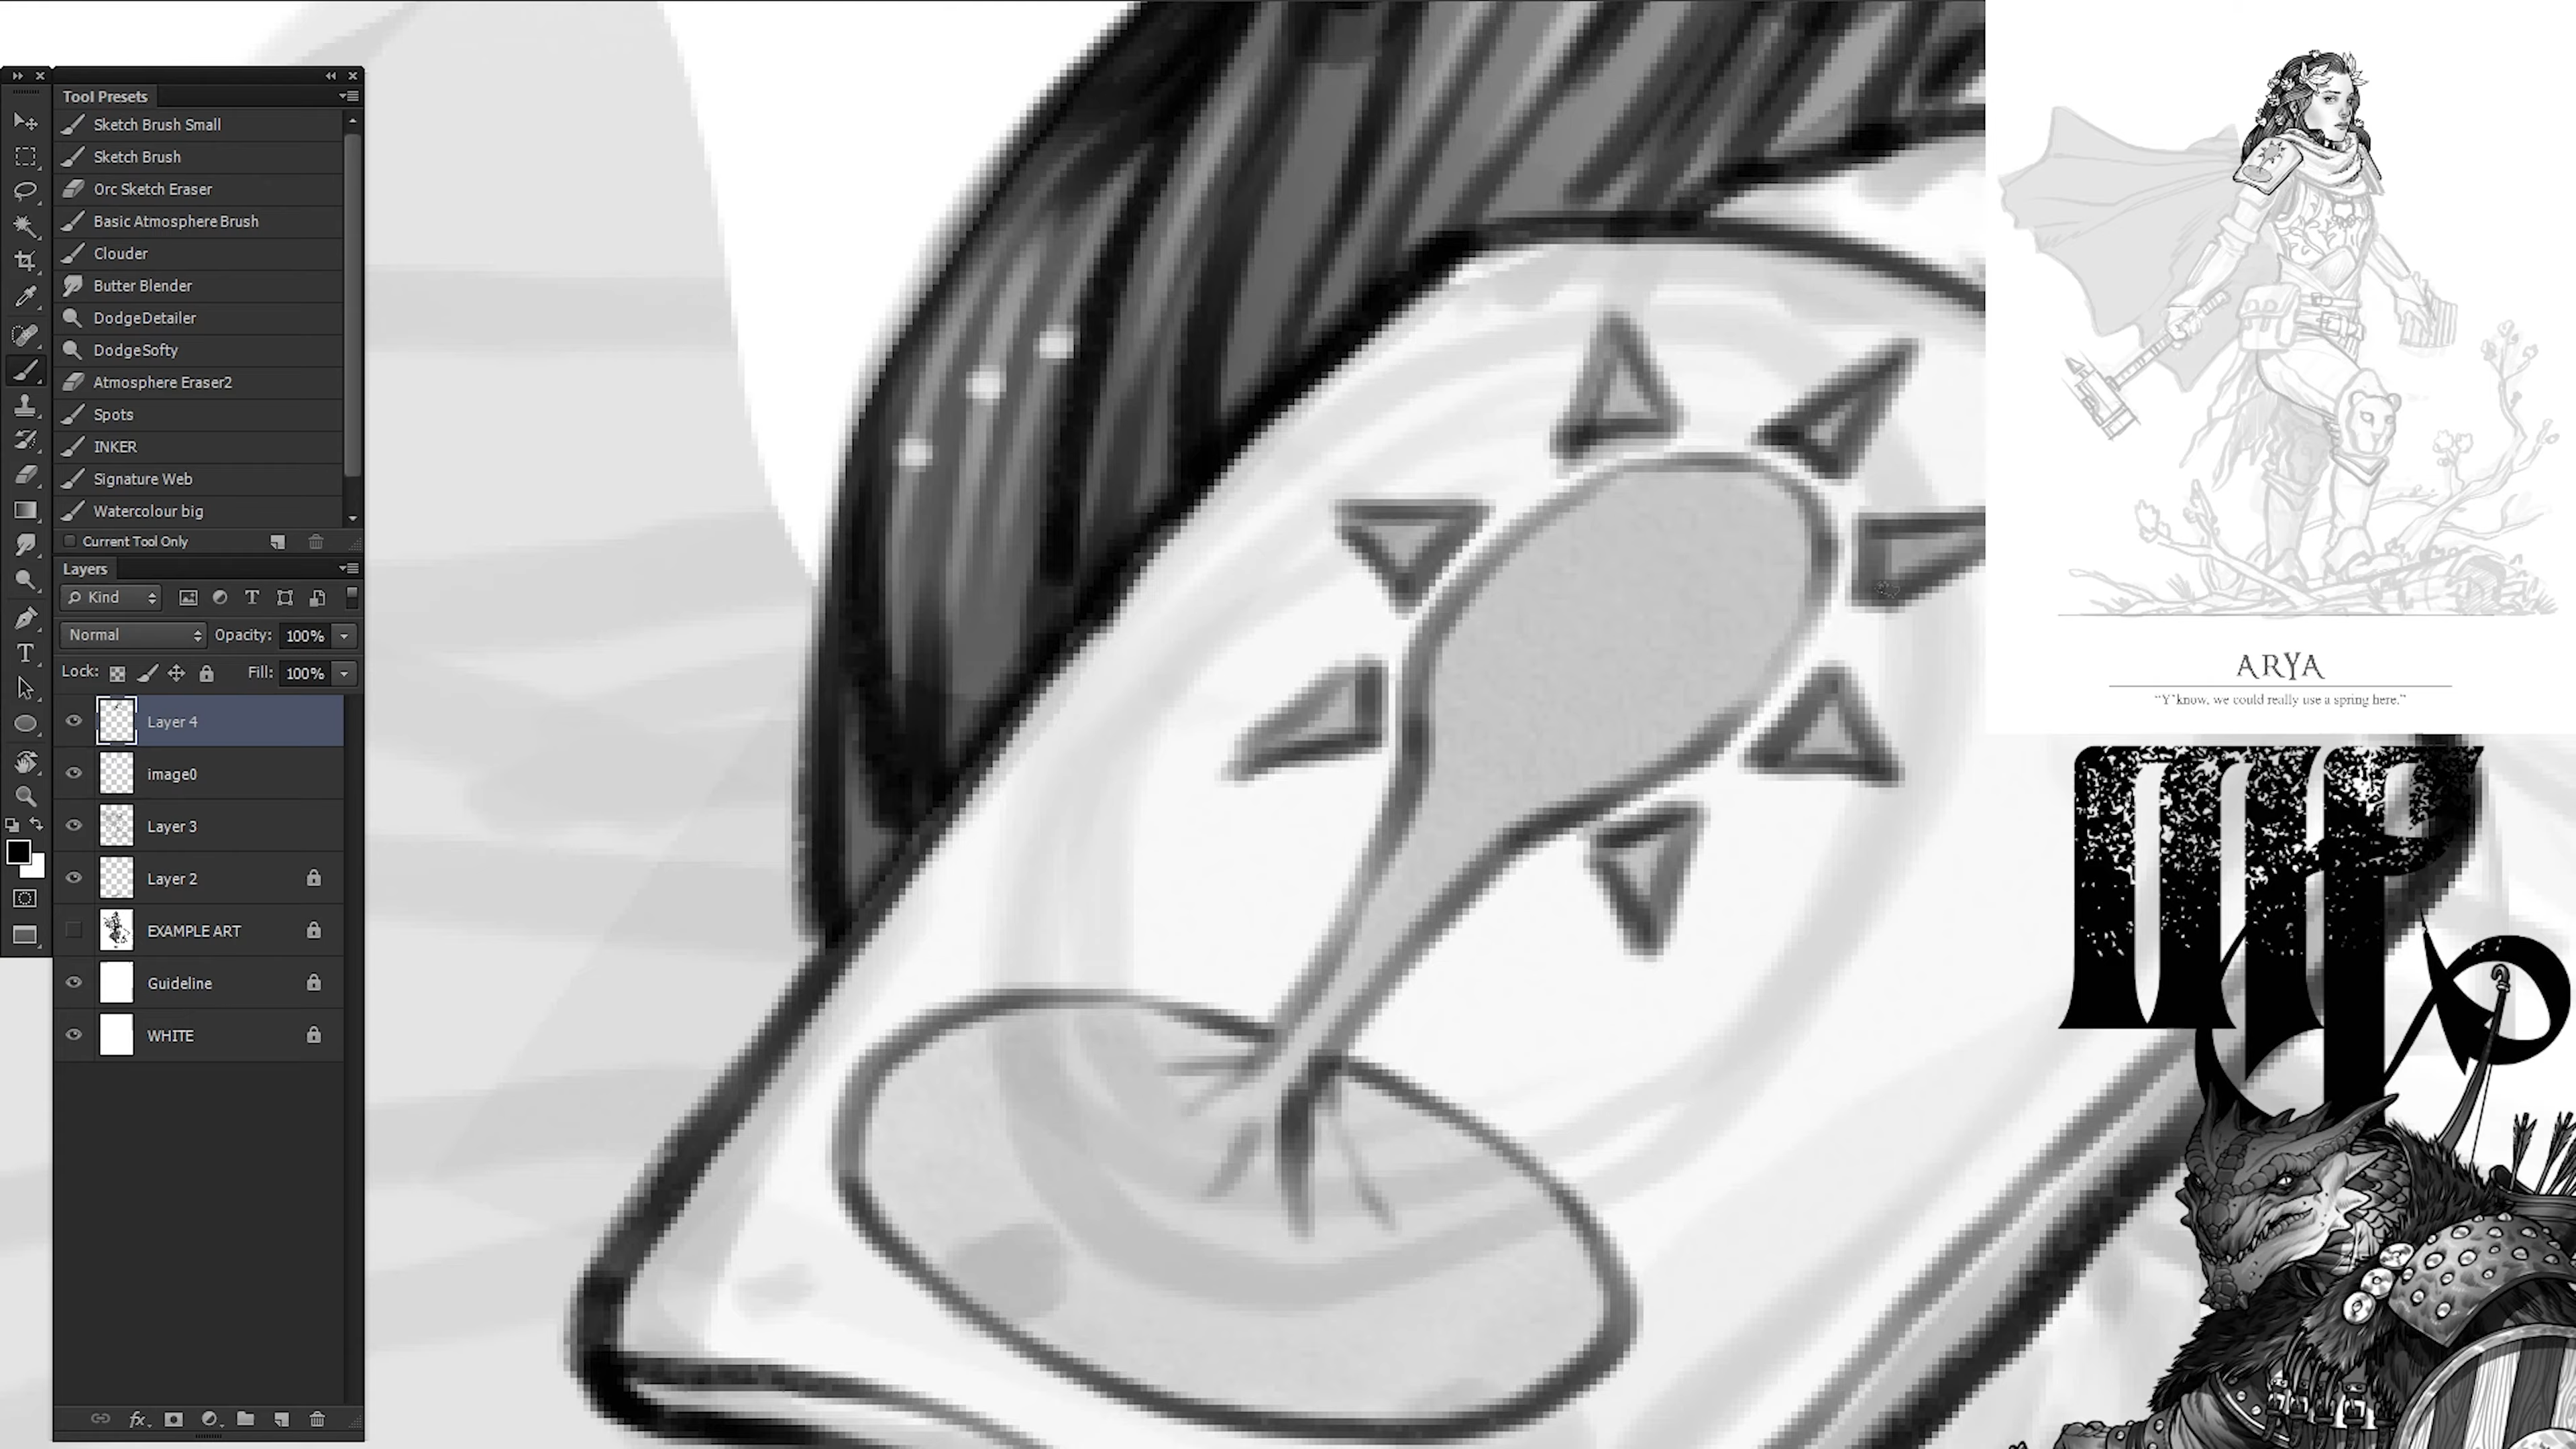 Tool Presets
Sketch Brush Small
Sketch Brush
Orc Sketch Eraser
Basic Atmosphere Brush
Clouder
Butter Blender
DodgeDetailer
DodgeSofty
Atmosphere Eraser2
Spots
INKER
Signature Web
Watercolour big
Current Tool Only
Layers
Kind
Normal Opacity: 100%
Lock: Fill: 100%
Layer 4
image0
Layer 3
Layer 2
EXAMPLE ART
Guideline
WHITE
fx
ARYA
“Y’know, we could really use a spring here.”